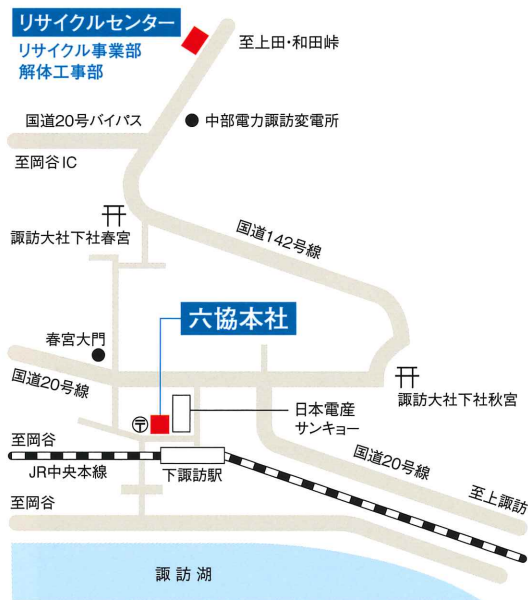 リサイクルセンター
リサイクル事業部
解体工事部
至上田・和田峠
国道20号バイパス
中部電力諏訪変電所
至岡谷IC
諏訪大社下社春宮
国道142号線
六協本社
春宮大門
国道20号線
諏訪大社下社秋宮
〒
日本電産
サンキョー
至岡谷
JR中央本線
下諏訪駅
国道20号線
至上諏訪
至岡谷
諏訪湖